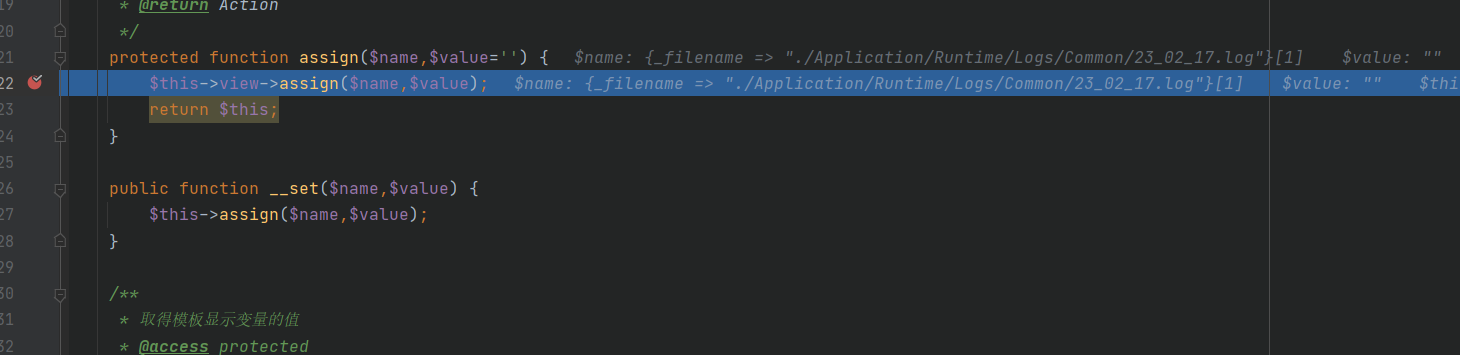 19 * @return Action
20 */
21 protected function assign($name,$value='') { $name: {_filename => "./Application/Runtime/Logs/Common/23_02_17.log"}[1] $value: ""
22 $this->view->assign($name,$value); $name: {_filename => "./Application/Runtime/Logs/Common/23_02_17.log"}[1] $value: "" $thi
23 return $this;
24 }
25
26 public function __set($name,$value) {
27 $this->assign($name,$value);
28 }
29
30 /**
31 * 取得模板显示变量的值
32 * @access protected